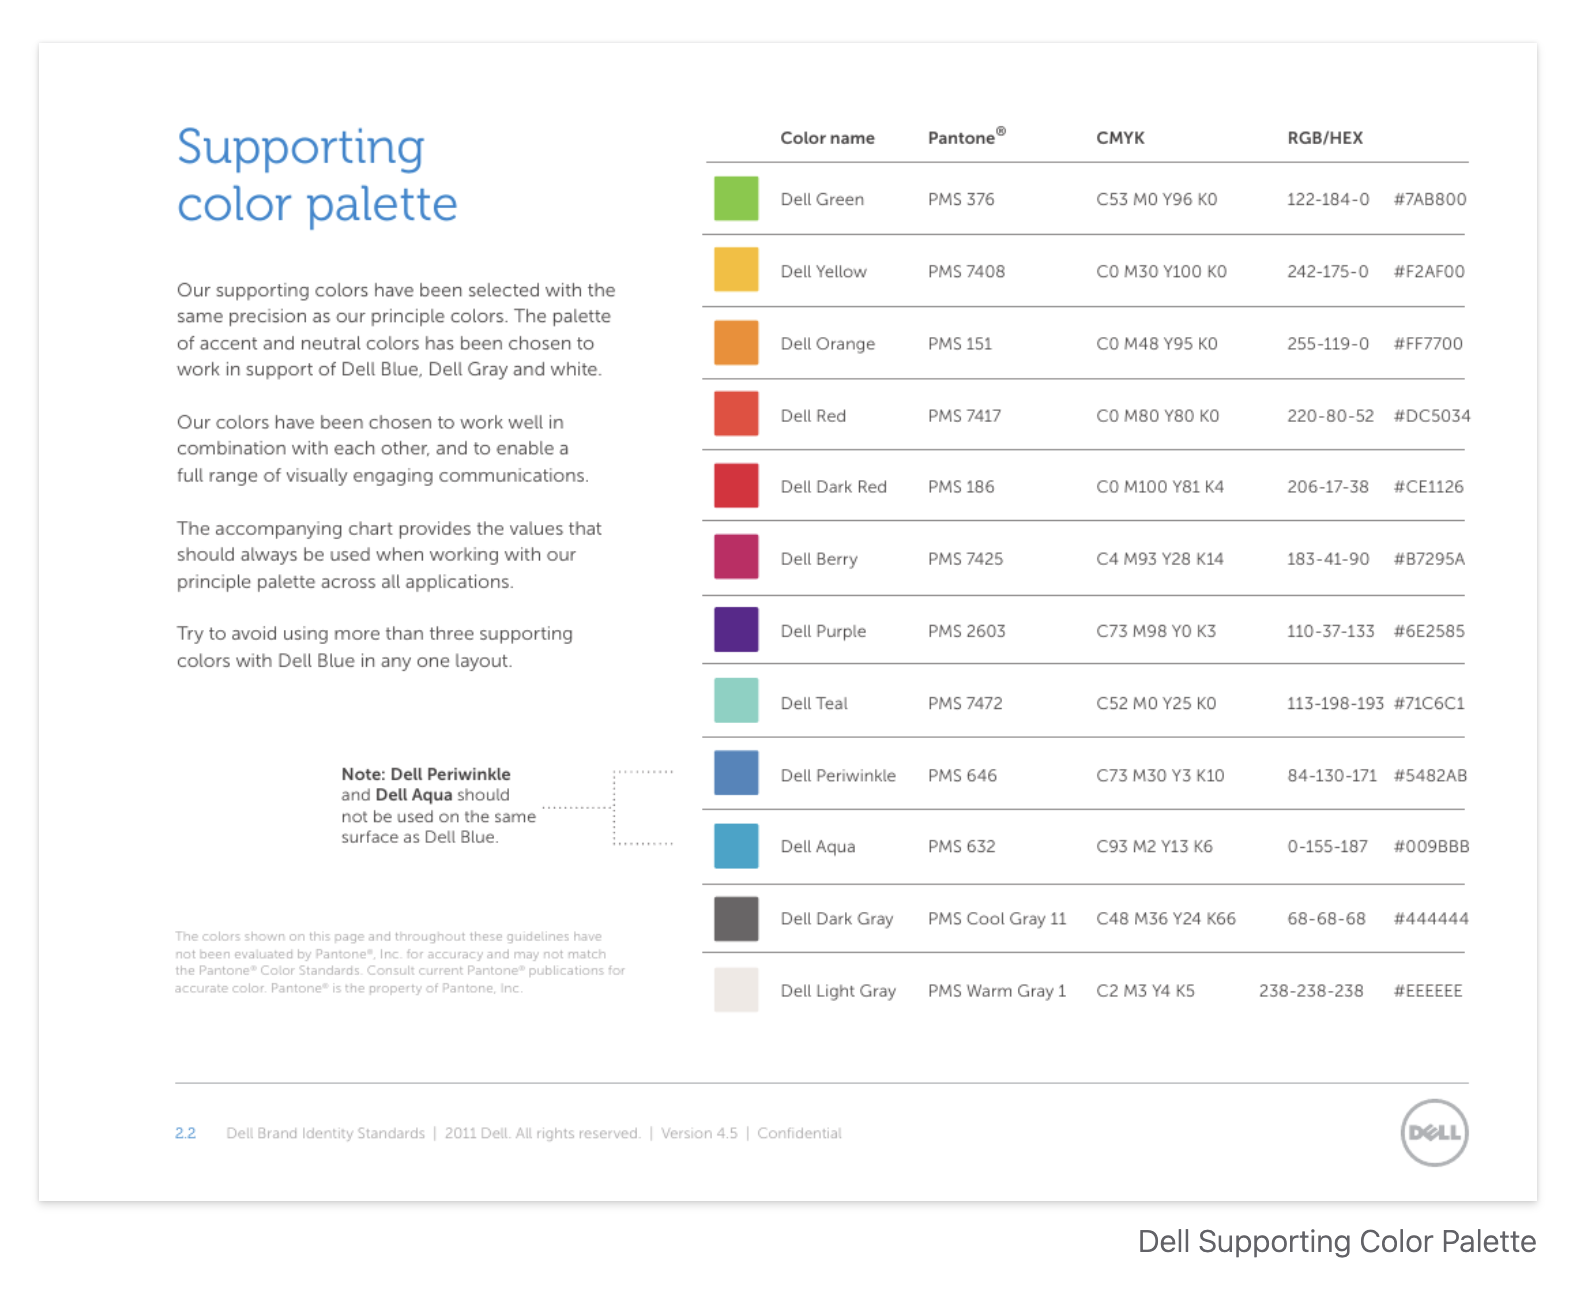 Supporting
color palette
Our supporting colors have been selected with the
same precision as our principle colors. The palette
of accent and neutral colors has been chosen to
work in support of Dell Blue, Dell Gray and white.
Our colors have been chosen to work well in
combination with each other, and to enable a
full range of visually engaging communications.
The accompanying chart provides the values that
should always be used when working with our
principle palette across all applications.
Try to avoid using more than three supporting
colors with Dell Blue in any one layout.
Note: Dell Periwinkle
and Dell Aqua should
not be used on the same
surface as Dell Blue.
The colors shown on this page and throughout these guidelines have
not been evaluated by Pantone®, Inc. for accuracy and may not match
the Pantone® Color Standards. Consult current Pantone® publications for
accurate color. Pantone® is the property of Pantone, Inc.
Color name Pantone® CMYK RGB/HEX
Dell Green PMS 376 C53 M0 Y96 K0 122-184-0 #7AB800
Dell Yellow PMS 7408 C0 M30 Y100 K0 242-175-0 #F2AF00
Dell Orange PMS 151 C0 M48 Y95 K0 255-119-0 #FF7700
Dell Red PMS 7417 C0 M80 Y80 K0 220-80-52 #DC5034
Dell Dark Red PMS 186 C0 M100 Y81 K4 206-17-38 #CE1126
Dell Berry PMS 7425 C4 M93 Y28 K14 183-41-90 #B7295A
Dell Purple PMS 2603 C73 M98 Y0 K3 110-37-133 #6E2585
Dell Teal PMS 7472 C52 M0 Y25 K0 113-198-193 #71C6C1
Dell Periwinkle PMS 646 C73 M30 Y3 K10 84-130-171 #5482AB
Dell Aqua PMS 632 C93 M2 Y13 K6 0-155-187 #009BBB
Dell Dark Gray PMS Cool Gray 11 C48 M36 Y24 K66 68-68-68 #444444
Dell Light Gray PMS Warm Gray 1 C2 M3 Y4 K5 238-238-238 #EEEEEE
2.2 Dell Brand Identity Standards | 2011 Dell. All rights reserved. | Version 4.5 | Confidential
DELL
Dell Supporting Color Palette